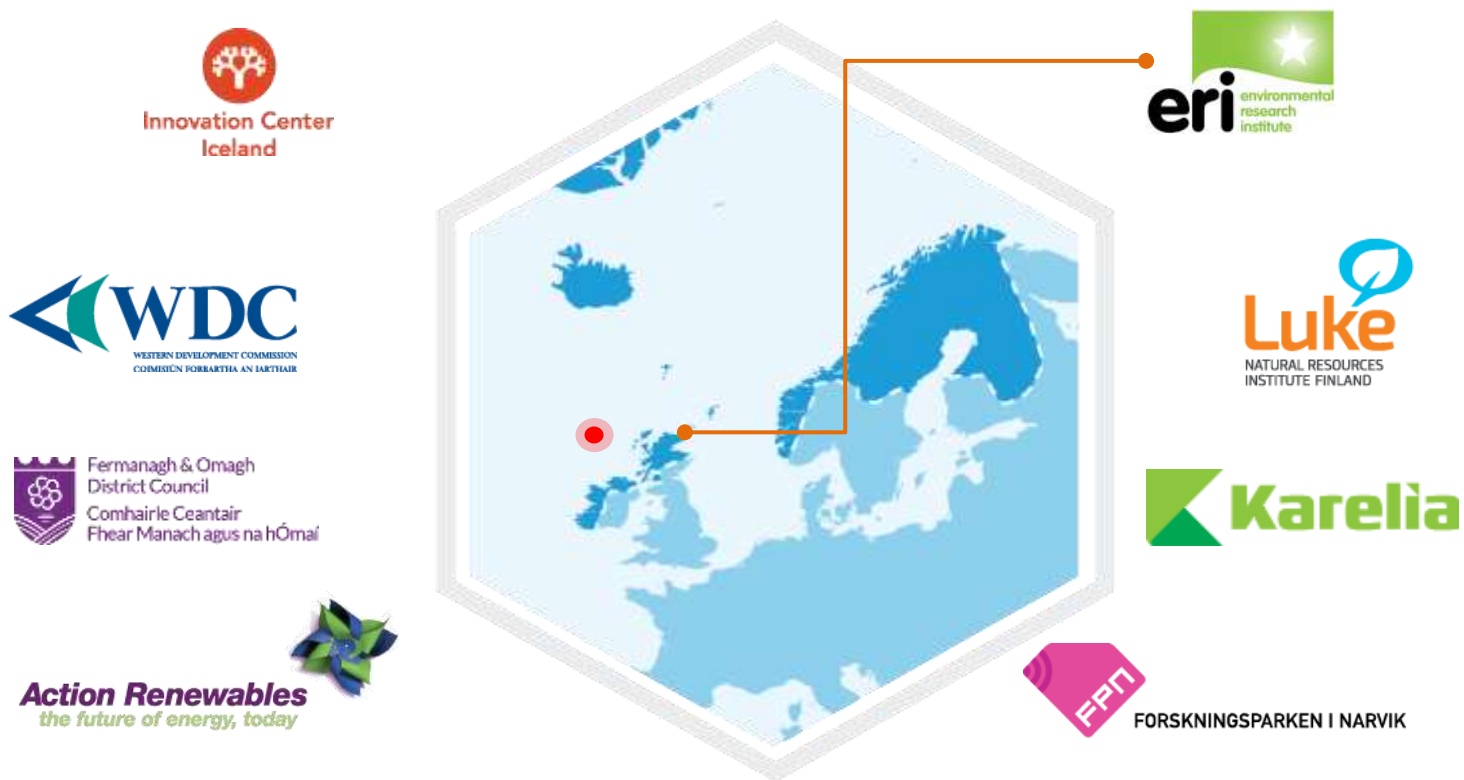 Innovation Center
Iceland
WDC
WESTERN DEVELOPMENT COMMISSION
COIMISIÚN FORBARTHA AN IARTHAIR
Fermanagh & Omagh
District Council
Comhairle Ceantair
Fhear Manach agus na hÓmaí
Action Renewables
the future of energy, today
eri environmental
research
institute
Luke
NATURAL RESOURCES
INSTITUTE FINLAND
Karelia
FPN
FORSKNINGSPARKEN I NARVIK